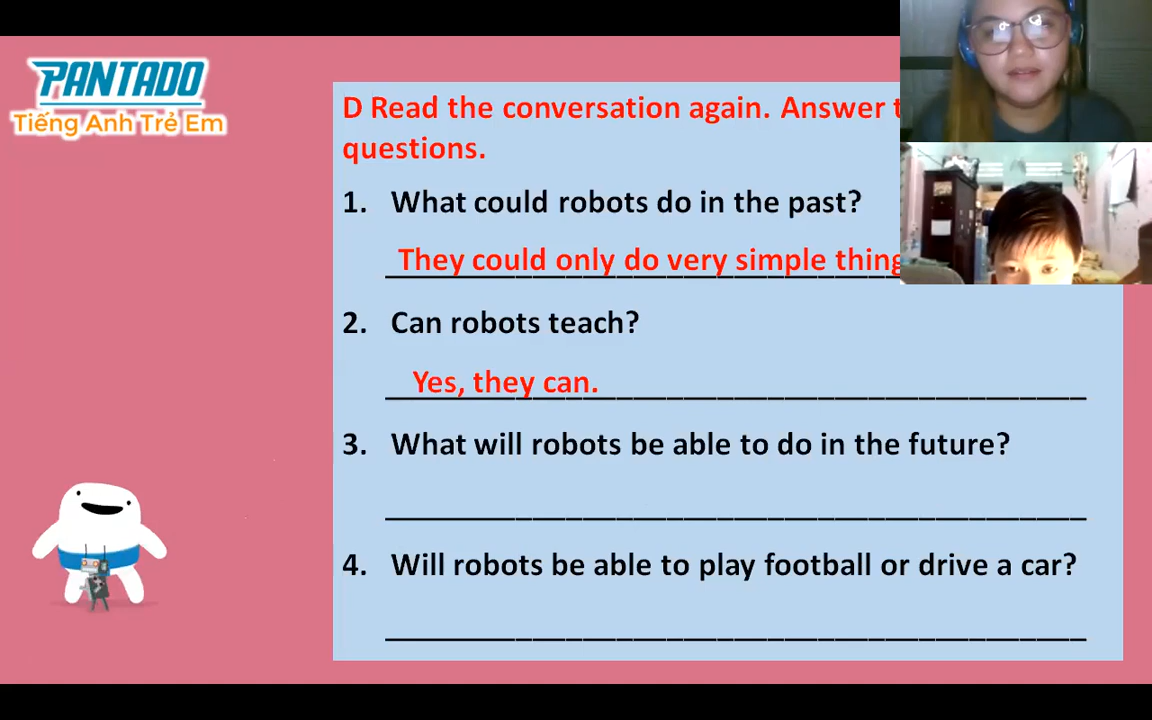 PANTADO
Tiếng Anh Trẻ Em
D Read the conversation again. Answer
questions.
1. What could robots do in the past?
They could only do very simple
2. Can robots teach?
Yes, they can.
3. What will robots be able to do in the future?
4. Will robots be able to play football or drive a car?